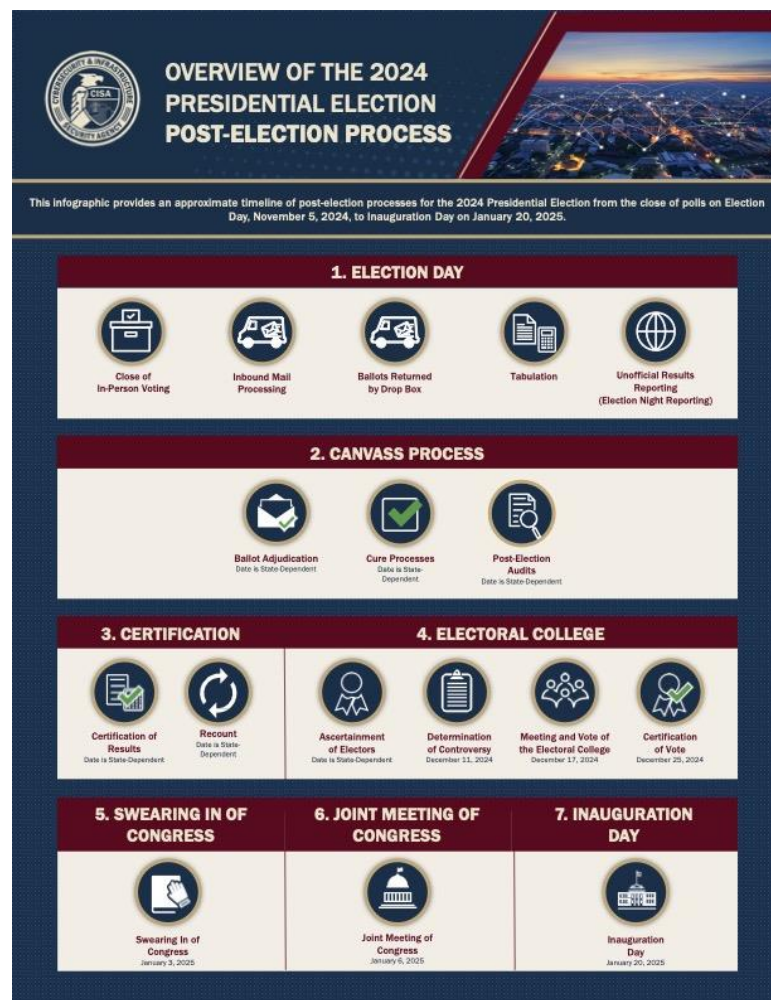 CYBERSECURITY & INFRASTRUCTURE
CISA
SECURITY AGENCY
OVERVIEW OF THE 2024
PRESIDENTIAL ELECTION
POST-ELECTION PROCESS
This infographic provides an approximate timeline of post-election processes for the 2024 Presidential Election from the close of polls on Election
Day, November 5, 2024, to Inauguration Day on January 20, 2025.
1. ELECTION DAY
Close of
In-Person Voting
Inbound Mail
Processing
Ballots Returned
by Drop Box
Tabulation
Unofficial Results
Reporting
(Election Night Reporting)
2. CANVASS PROCESS
Ballot Adjudication
Date is State-Dependent
Cure Processes
Date is State-
Dependent
Post-Election
Audits
Date is State-Dependent
3. CERTIFICATION
Certification of
Results
Date is State-Dependent
Recount
Date is State-
Dependent
4. ELECTORAL COLLEGE
Ascertainment
of Electors
Date is State-Dependent
Determination
of Controversy
December 11, 2024
Meeting and Vote of
the Electoral College
December 17, 2024
Certification
of Vote
December 25, 2024
5. SWEARING IN OF
CONGRESS
Swearing In of
Congress
January 3, 2025
6. JOINT MEETING OF
CONGRESS
Joint Meeting of
Congress
January 6, 2025
7. INAUGURATION
DAY
Inauguration
Day
January 20, 2025